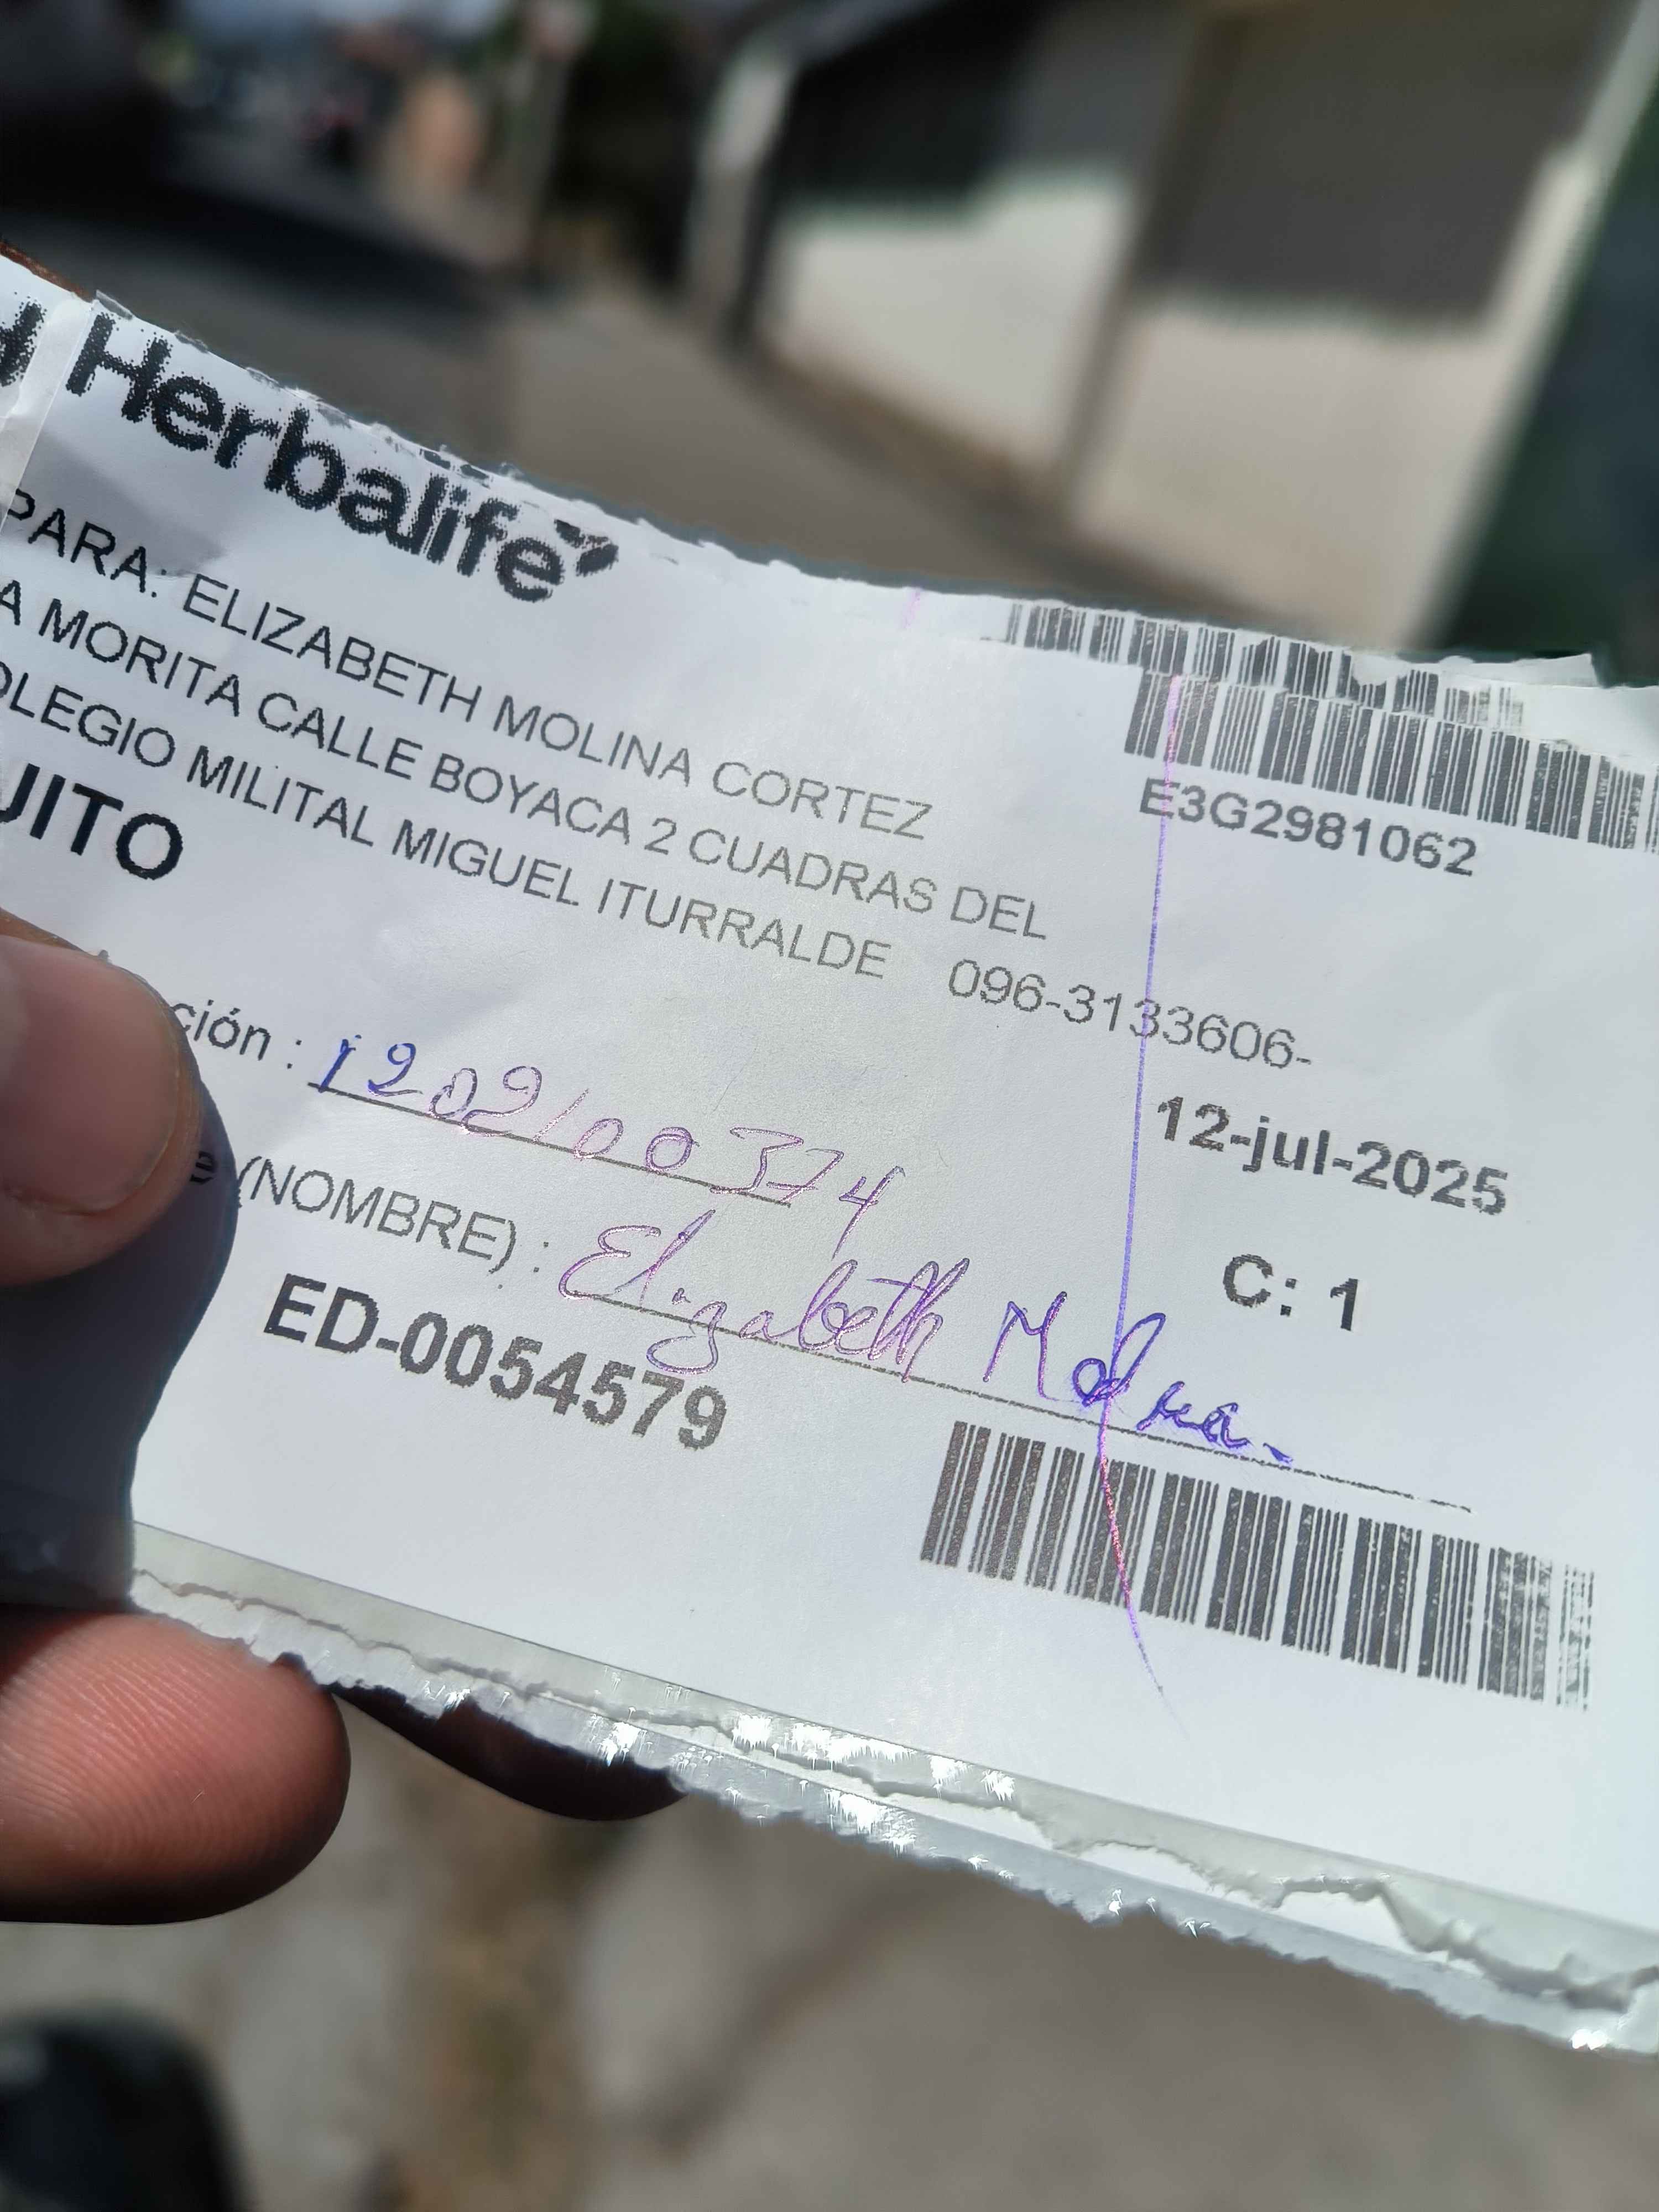 Herbalife
PARA: ELIZABETH MOLINA CORTEZ
A MORITA CALLE BOYACA 2 CUADRAS DEL
OLEGIO MILITAL MIGUEL ITURRALDE 096-3133606-
UITO
E3G2981062
12-jul-2025
ción : 1202100374
C: 1
e (NOMBRE) : Elizabeth Molina.
ED-0054579